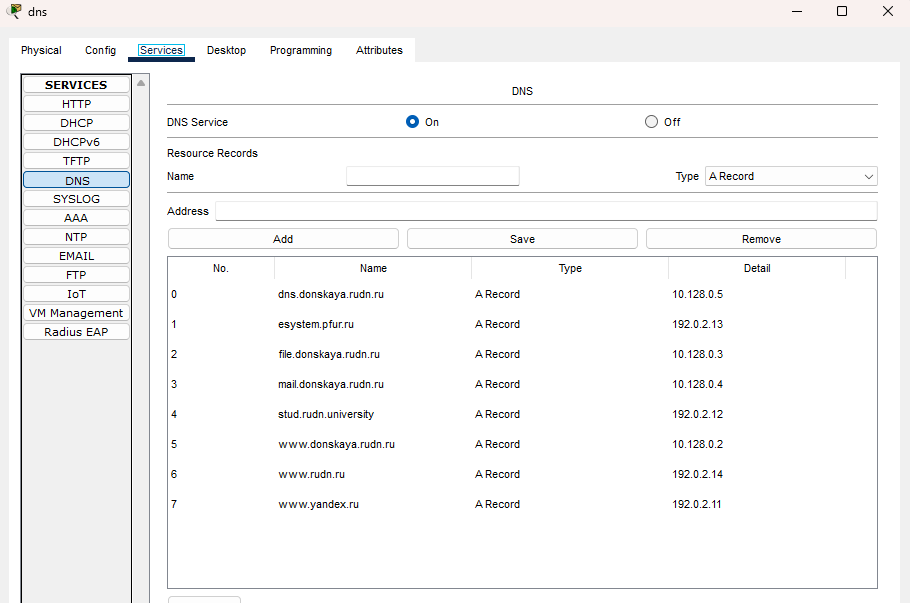 dns
Physical Config Services Desktop Programming Attributes
SERVICES
HTTP
DHCP
DHCPv6
TFTP
DNS
SYSLOG
AAA
NTP
EMAIL
FTP
IoT
VM Management
Radius EAP
DNS
DNS Service On Off
Resource Records
Name Type A Record
Address
Add Save Remove
No. Name Type Detail
0 dns.donskaya.rudn.ru A Record 10.128.0.5
1 esystem.pfur.ru A Record 192.0.2.13
2 file.donskaya.rudn.ru A Record 10.128.0.3
3 mail.donskaya.rudn.ru A Record 10.128.0.4
4 stud.rudn.university A Record 192.0.2.12
5 www.donskaya.rudn.ru A Record 10.128.0.2
6 www.rudn.ru A Record 192.0.2.14
7 www.yandex.ru A Record 192.0.2.11